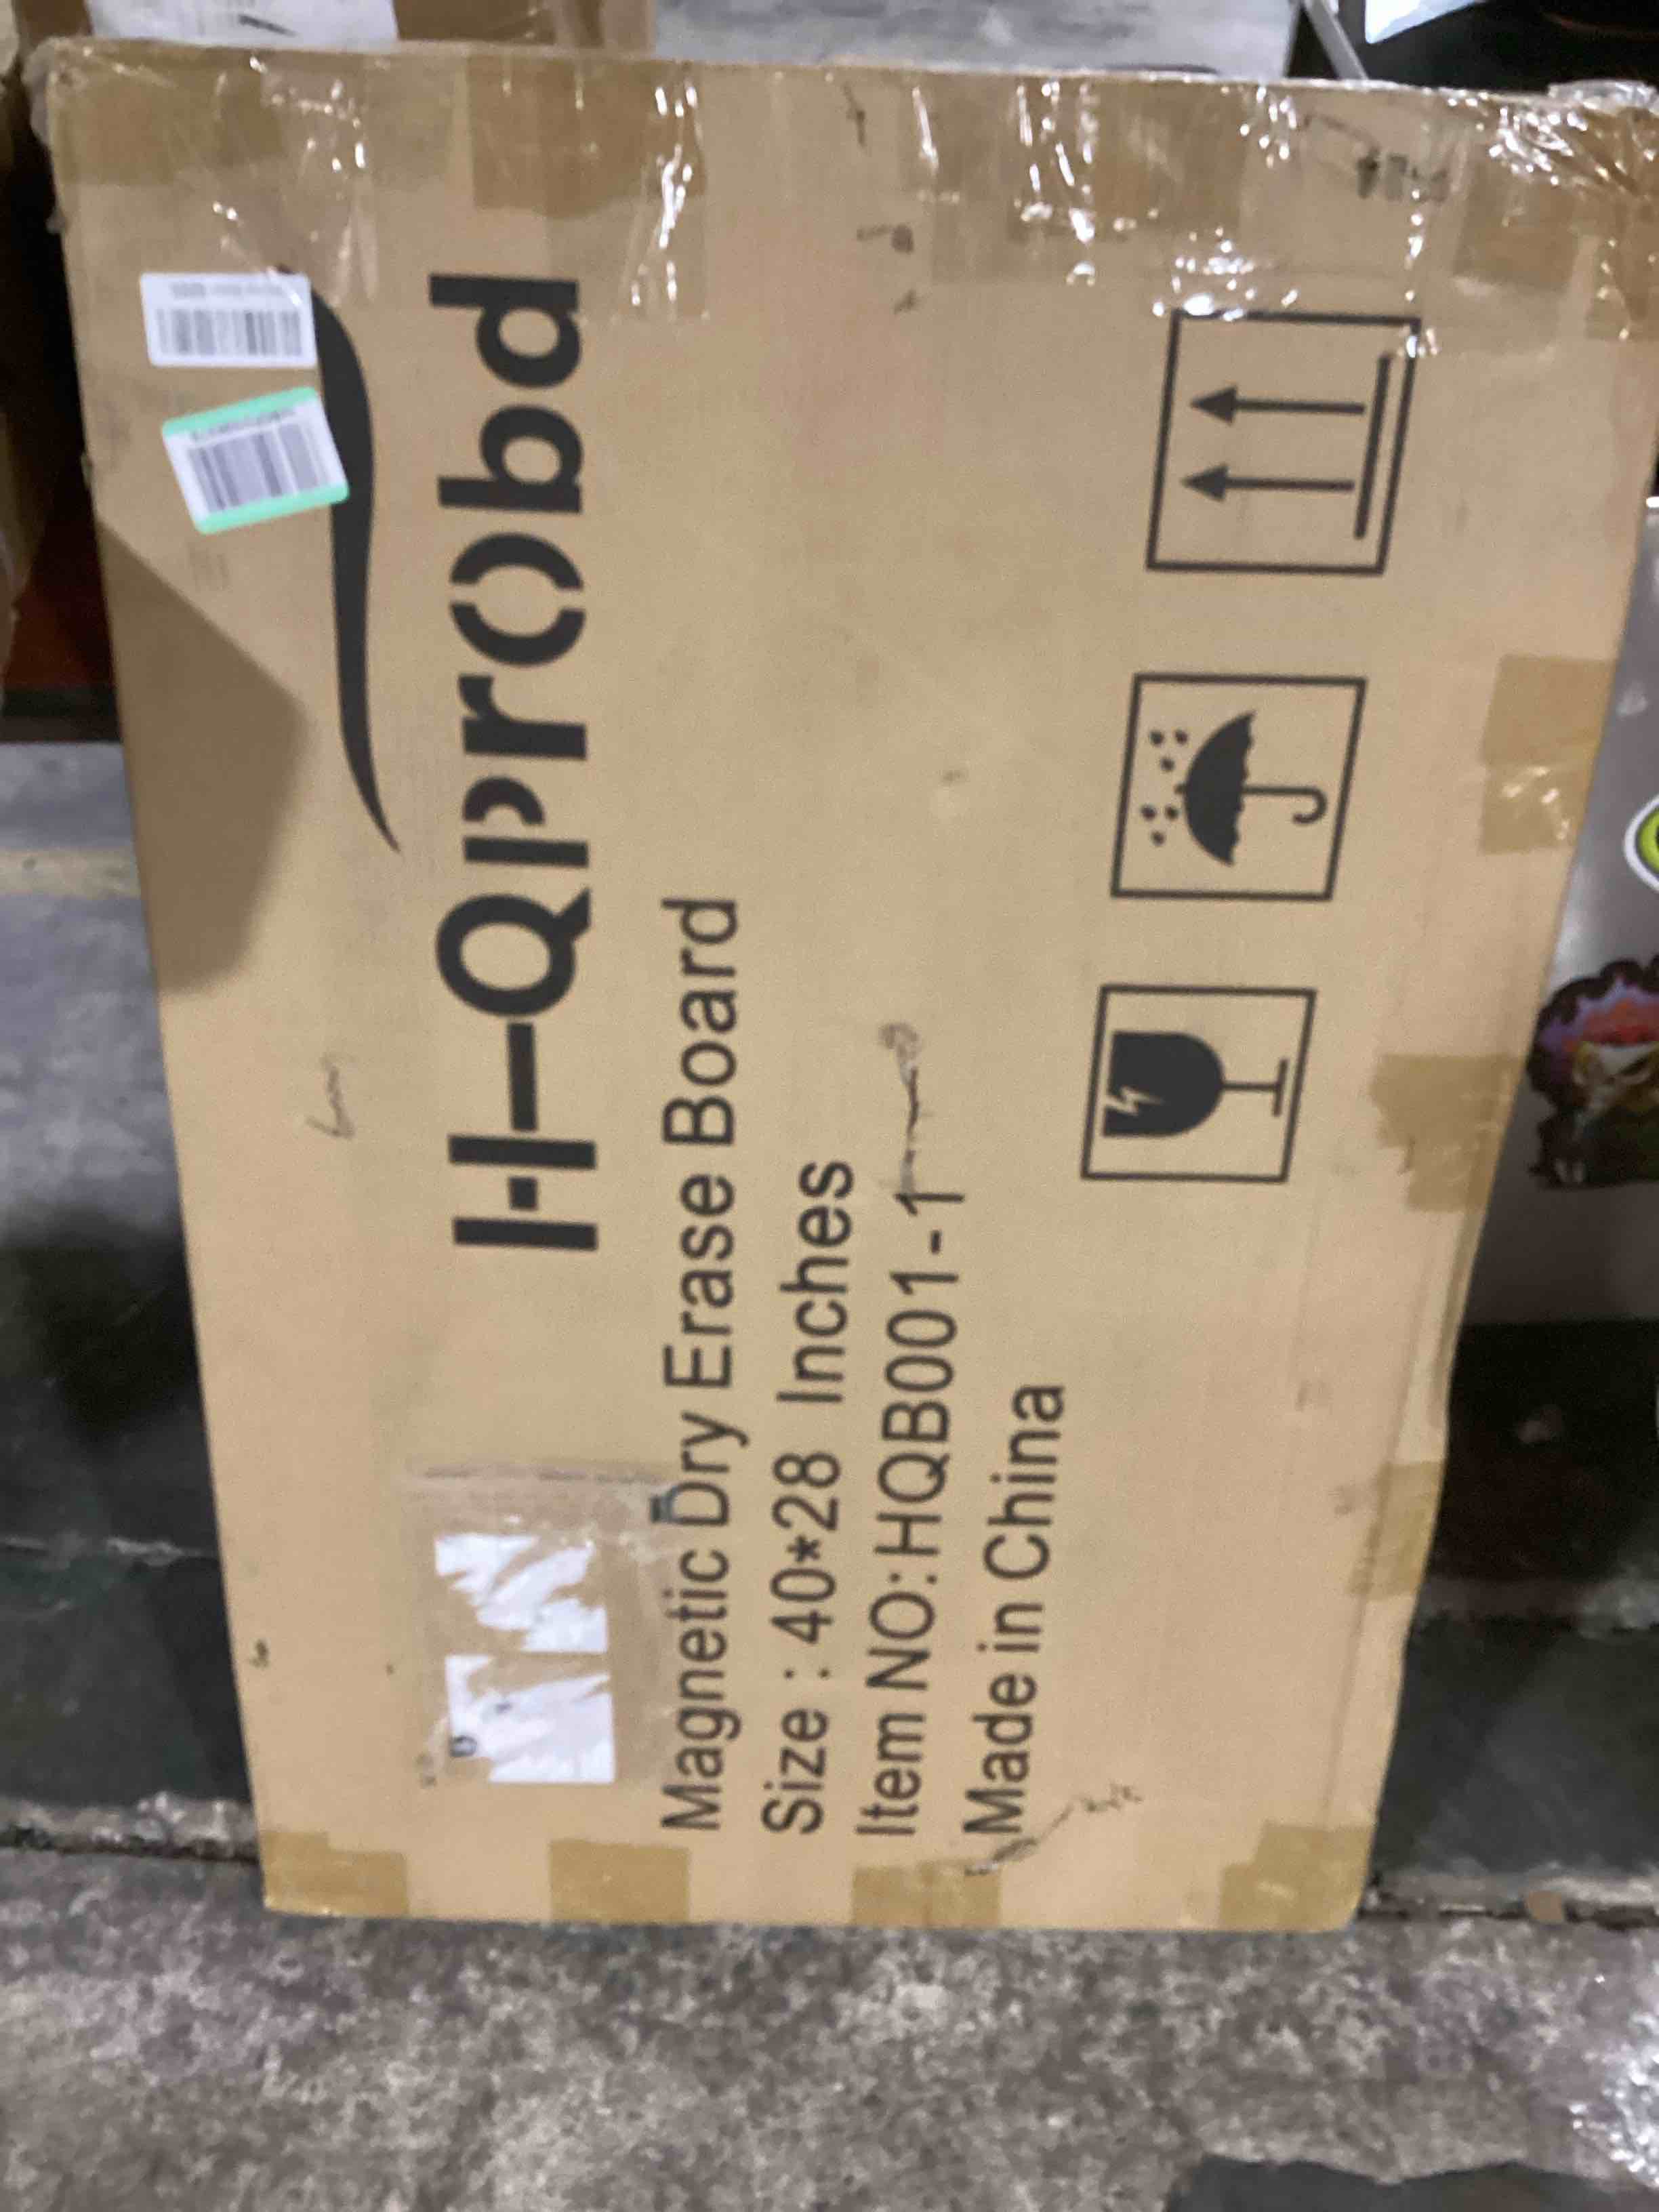 H-Qprobd
Magnetic Dry Erase Board
Size : 40*28 Inches
Item NO:HQB001-1
Made in China